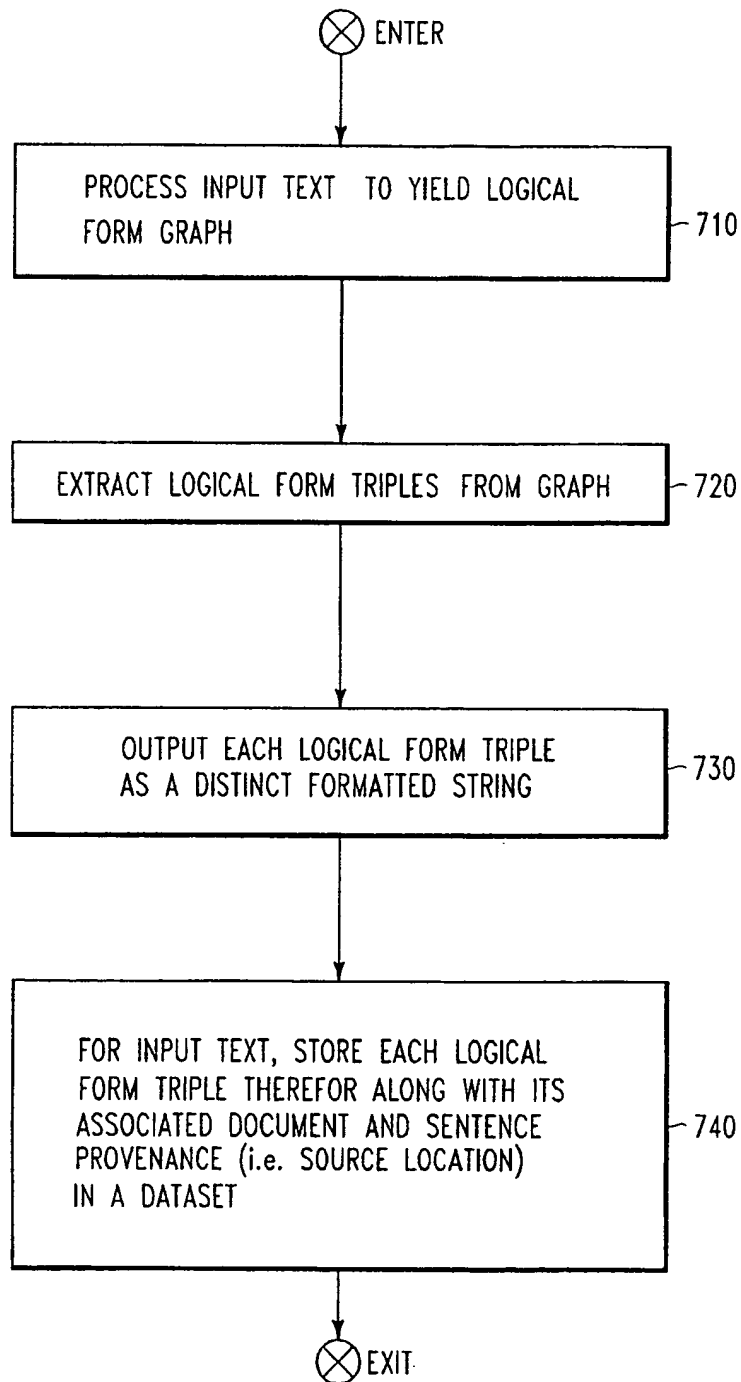 ENTER
PROCESS INPUT TEXT TO YIELD LOGICAL
FORM GRAPH
710
EXTRACT LOGICAL FORM TRIPLES FROM GRAPH
720
OUTPUT EACH LOGICAL FORM TRIPLE
AS A DISTINCT FORMATTED STRING
730
FOR INPUT TEXT, STORE EACH LOGICAL
FORM TRIPLE THEREFOR ALONG WITH ITS
ASSOCIATED DOCUMENT AND SENTENCE
PROVENANCE (i.e. SOURCE LOCATION)
IN A DATASET
740
EXIT